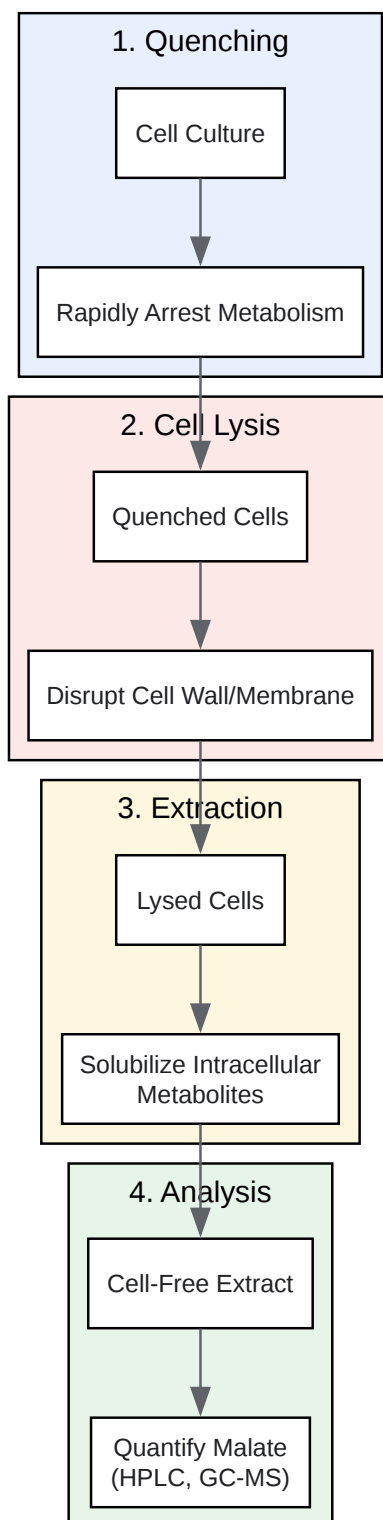 1. Quenching
Cell Culture
Rapidly Arrest Metabolism
2. Cell Lysis
Quenched Cells
Disrupt Cell Wall/Membrane
3. Extraction
Lysed Cells
Solubilize Intracellular
Metabolites
4. Analysis
Cell-Free Extract
Quantify Malate
(HPLC, GC-MS)